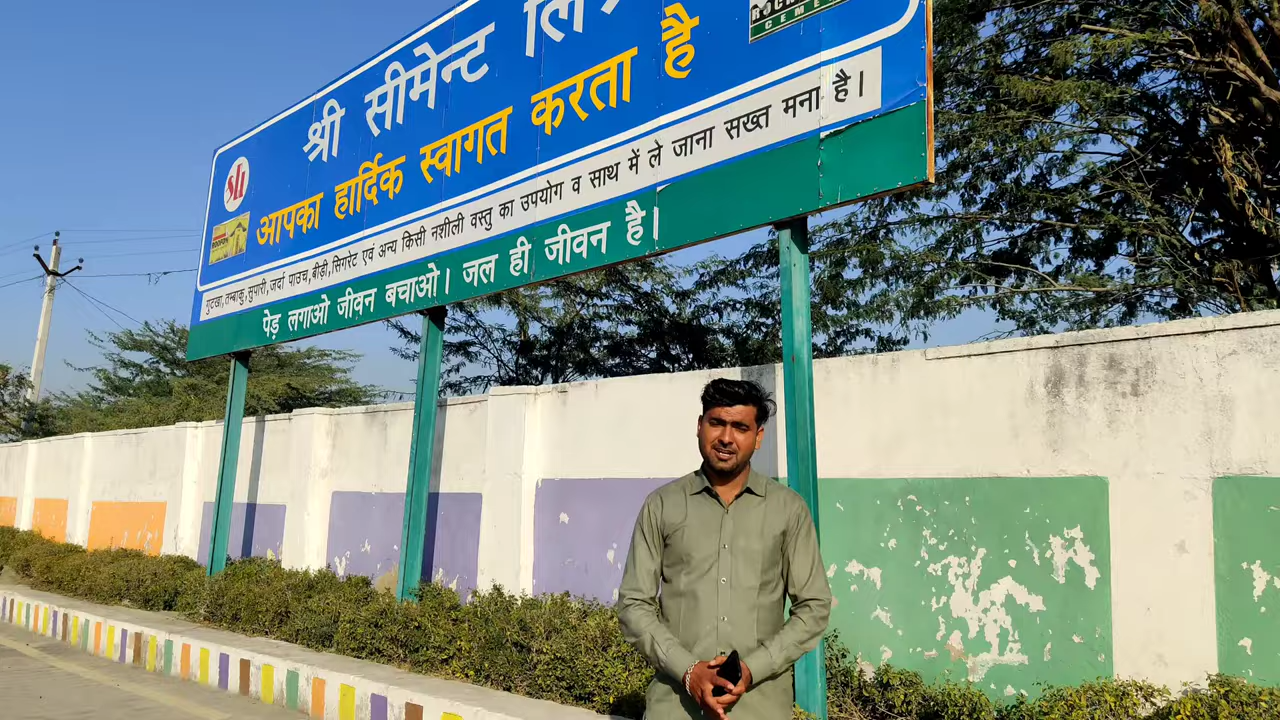 श्री सीमेन्ट
आपका हार्दिक स्वागत करता है
गुटखा,तम्बाकु,सुपारी,जर्दा पाउच,बीड़ी,सिगरेट एवं अन्य किसी नशीली वस्तु का उपयोग व साथ में ले जाना सख्त मना है।
पेड़ लगाओ जीवन बचाओ। जल ही जीवन है।
CEMENT